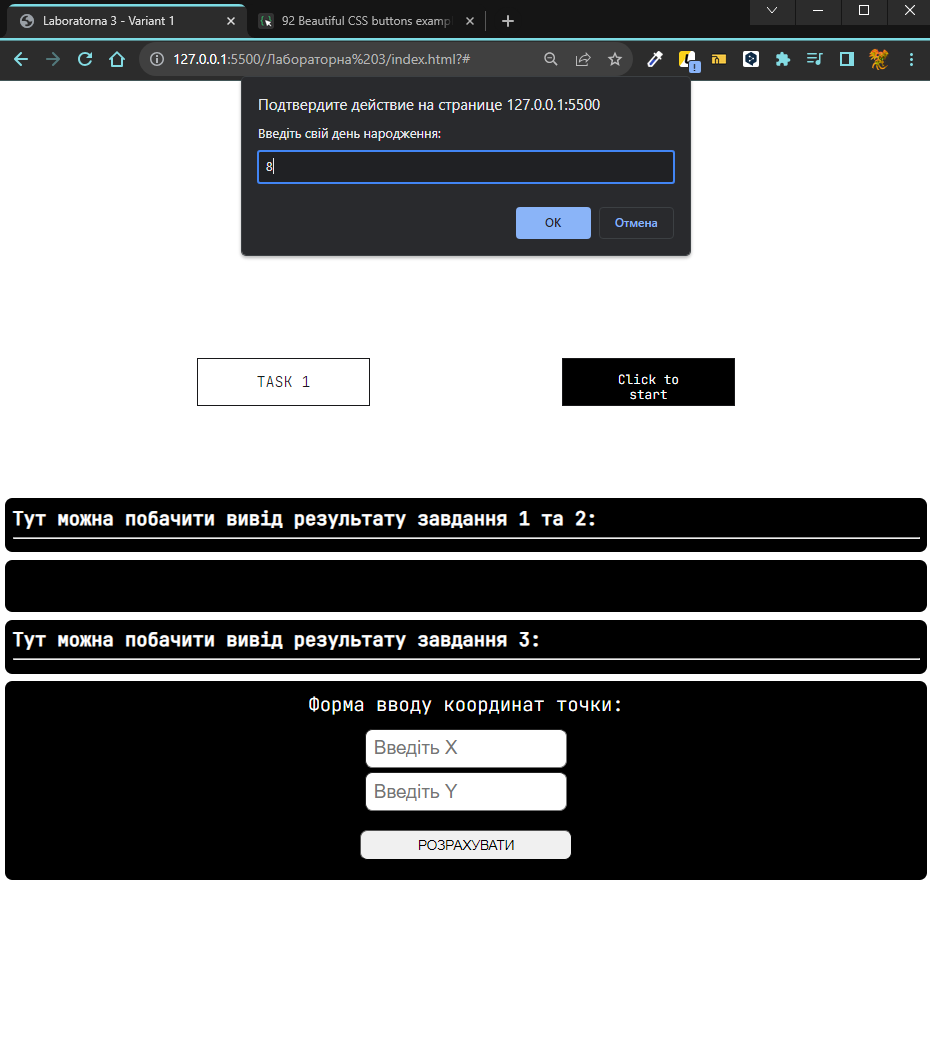 Laboratorna 3 - Variant 1
92 Beautiful CSS buttons examp
127.0.0.1:5500/Лабораторна%203/index.html?#
Подтвердите действие на странице 127.0.0.1:5500
Введіть свій день народження:
8
ОК
Отмена
TASK 1
Click to
start
Тут можна побачити вивід результату завдання 1 та 2:
Тут можна побачити вивід результату завдання 3:
Форма вводу координат точки:
Введіть X
Введіть Y
РОЗРАХУВАТИ